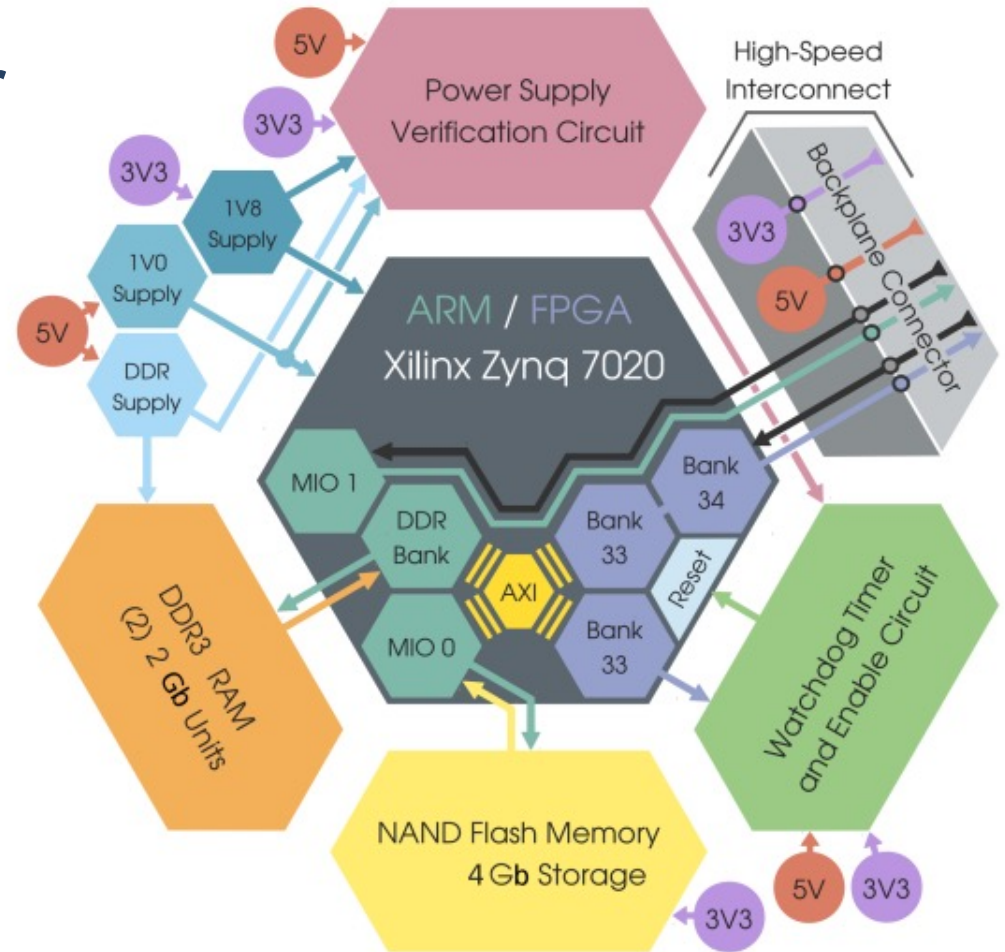 5V
Power Supply
Verification Circuit
3V3
High-Speed
Interconnect
3V3
1V8
Supply
1V0
Supply
5V
DDR
Supply
Backplane Connector
3V3
5V
ARM / FPGA
Xilinx Zynq 7020
MIO 1
DDR
Bank
MIO 0
AXI
Bank
34
Bank
33
Bank
33
Reset
DDR3 RAM
(2) 2 Gb Units
Watchdog Timer
and Enable Circuit
NAND Flash Memory
4 Gb Storage
5V
3V3
3V3